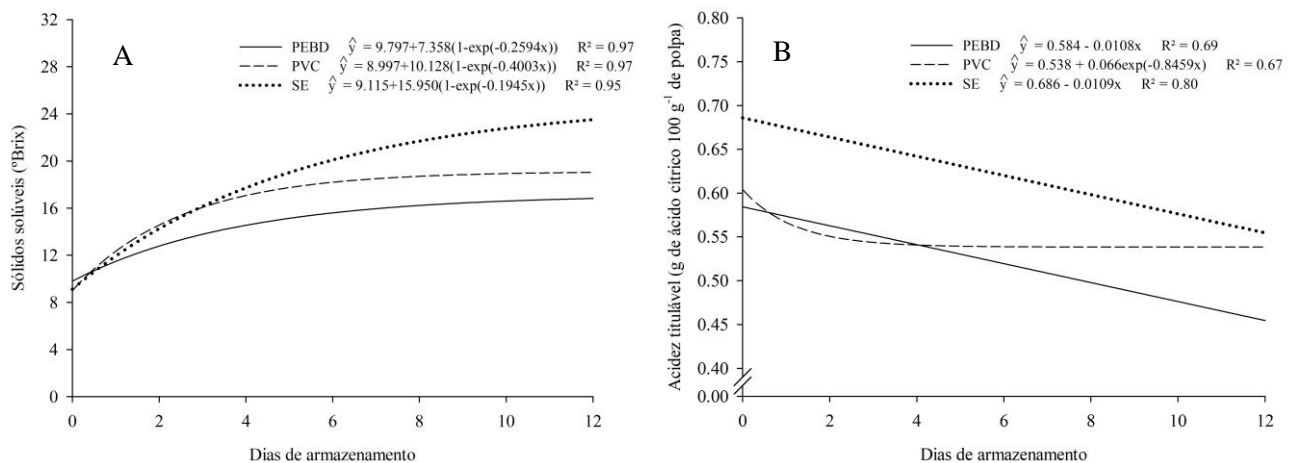 A
PEBD ŷ = 9.797+7.358(1-exp(-0.2594x)) R² = 0.97
PVC ŷ = 8.997+10.128(1-exp(-0.4003x)) R² = 0.97
SE ŷ = 9.115+15.950(1-exp(-0.1945x)) R² = 0.95
Sólidos solúveis (ºBrix)
32
28
24
20
16
12
8
4
0
0 2 4 6 8 10 12
Dias de armazenamento
B
PEBD ŷ = 0.584 - 0.0108x R² = 0.69
PVC ŷ = 0.538 + 0.066exp(-0.8459x) R² = 0.67
SE ŷ = 0.686 - 0.0109x R² = 0.80
Acidez titulável (g de ácido cítrico 100 g⁻¹ de polpa)
0.80
0.75
0.70
0.65
0.60
0.55
0.50
0.45
0.40
0.00
0 2 4 6 8 10 12
Dias de armazenamento